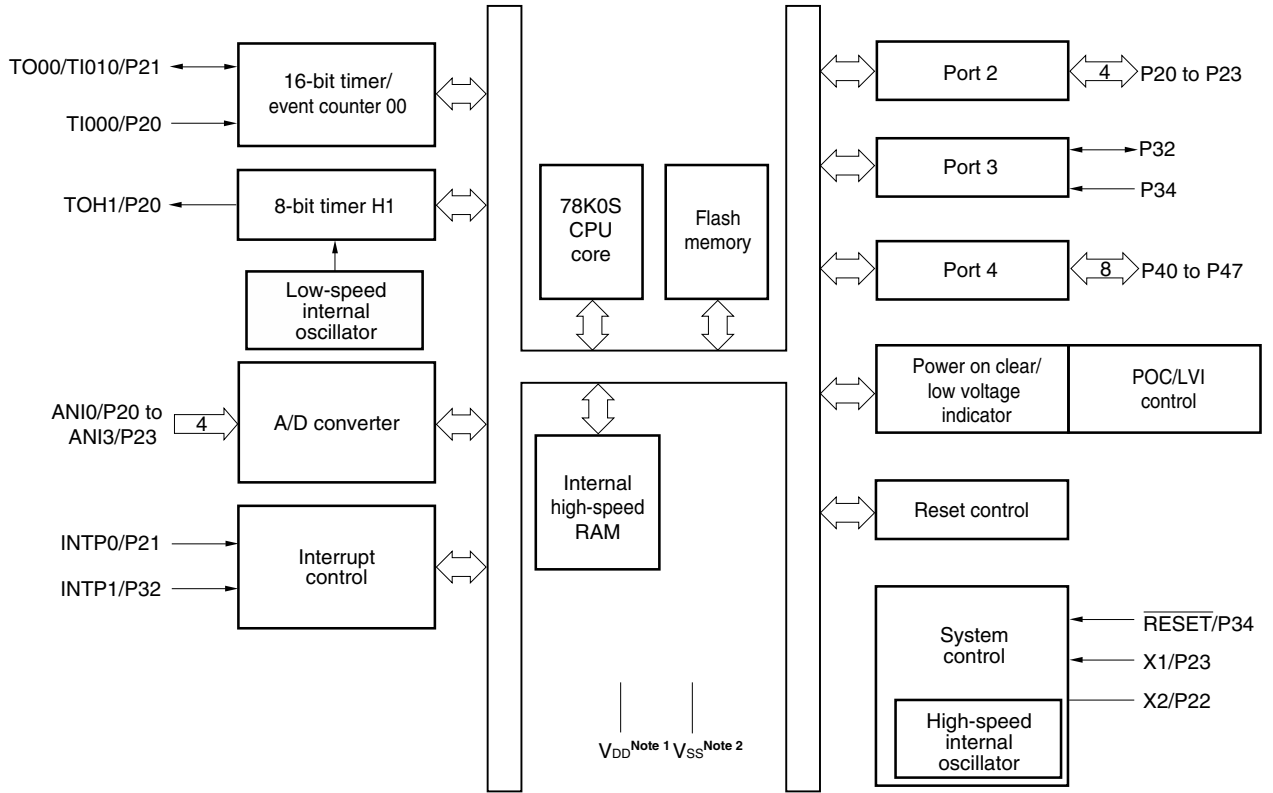 TO00/TI010/P21
TI000/P20
16-bit timer/
event counter 00
TOH1/P20
8-bit timer H1
Low-speed
internal
oscillator
ANI0/P20 to
ANI3/P23
4
A/D converter
INTP0/P21
INTP1/P32
Interrupt
control
78K0S
CPU
core
Flash
memory
Internal
high-speed
RAM
VDD Note 1
VSS Note 2
Port 2
4
P20 to P23
Port 3
P32
P34
Port 4
8
P40 to P47
Power on clear/
low voltage
indicator
POC/LVI
control
Reset control
System
control
RESET/P34
X1/P23
X2/P22
High-speed
internal
oscillator